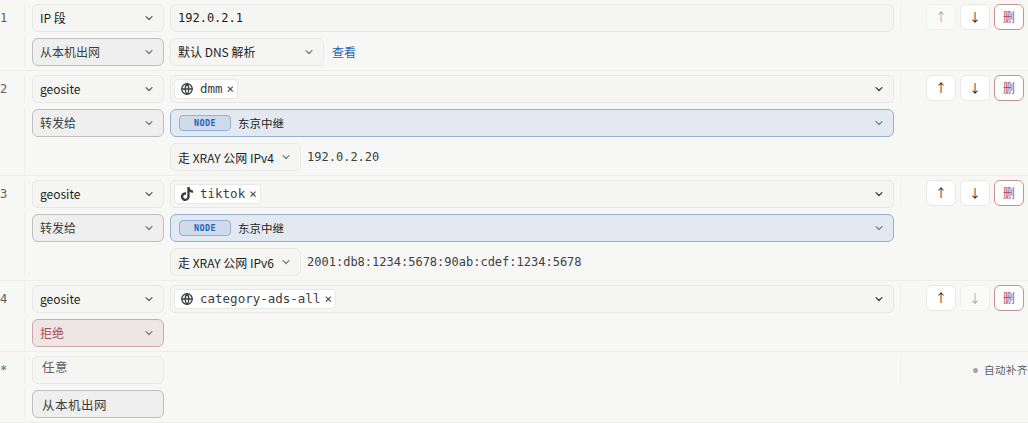 1 IP 段 192.0.2.1 ↑ ↓ 删
从本机出网 默认 DNS 解析 查看
2 geosite dmm × ↑ ↓ 删
转发给 NODE 东京中继
走 XRAY 公网 IPv4 192.0.2.20
3 geosite tiktok × ↑ ↓ 删
转发给 NODE 东京中继
走 XRAY 公网 IPv6 2001:db8:1234:5678:90ab:cdef:1234:5678
4 geosite category-ads-all × ↑ ↓ 删
拒绝
* 任意 自动补齐
从本机出网